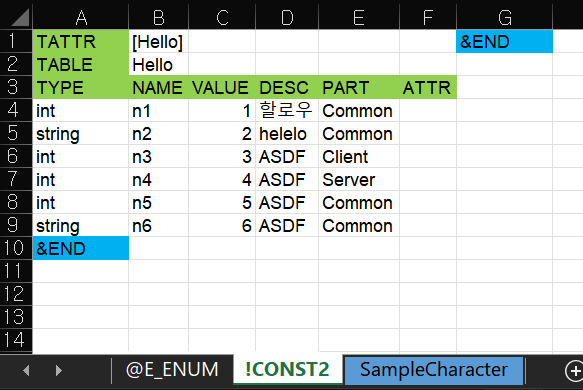 A B C D E F G
1 TATTR [Hello] &END
2 TABLE Hello
3 TYPE NAME VALUE DESC PART ATTR
4 int n1 1 할로우 Common
5 string n2 2 helelo Common
6 int n3 3 ASDF Client
7 int n4 4 ASDF Server
8 int n5 5 ASDF Common
9 string n6 6 ASDF Common
10 &END
11
12
13
14
@E_ENUM !CONST2 SampleCharacter